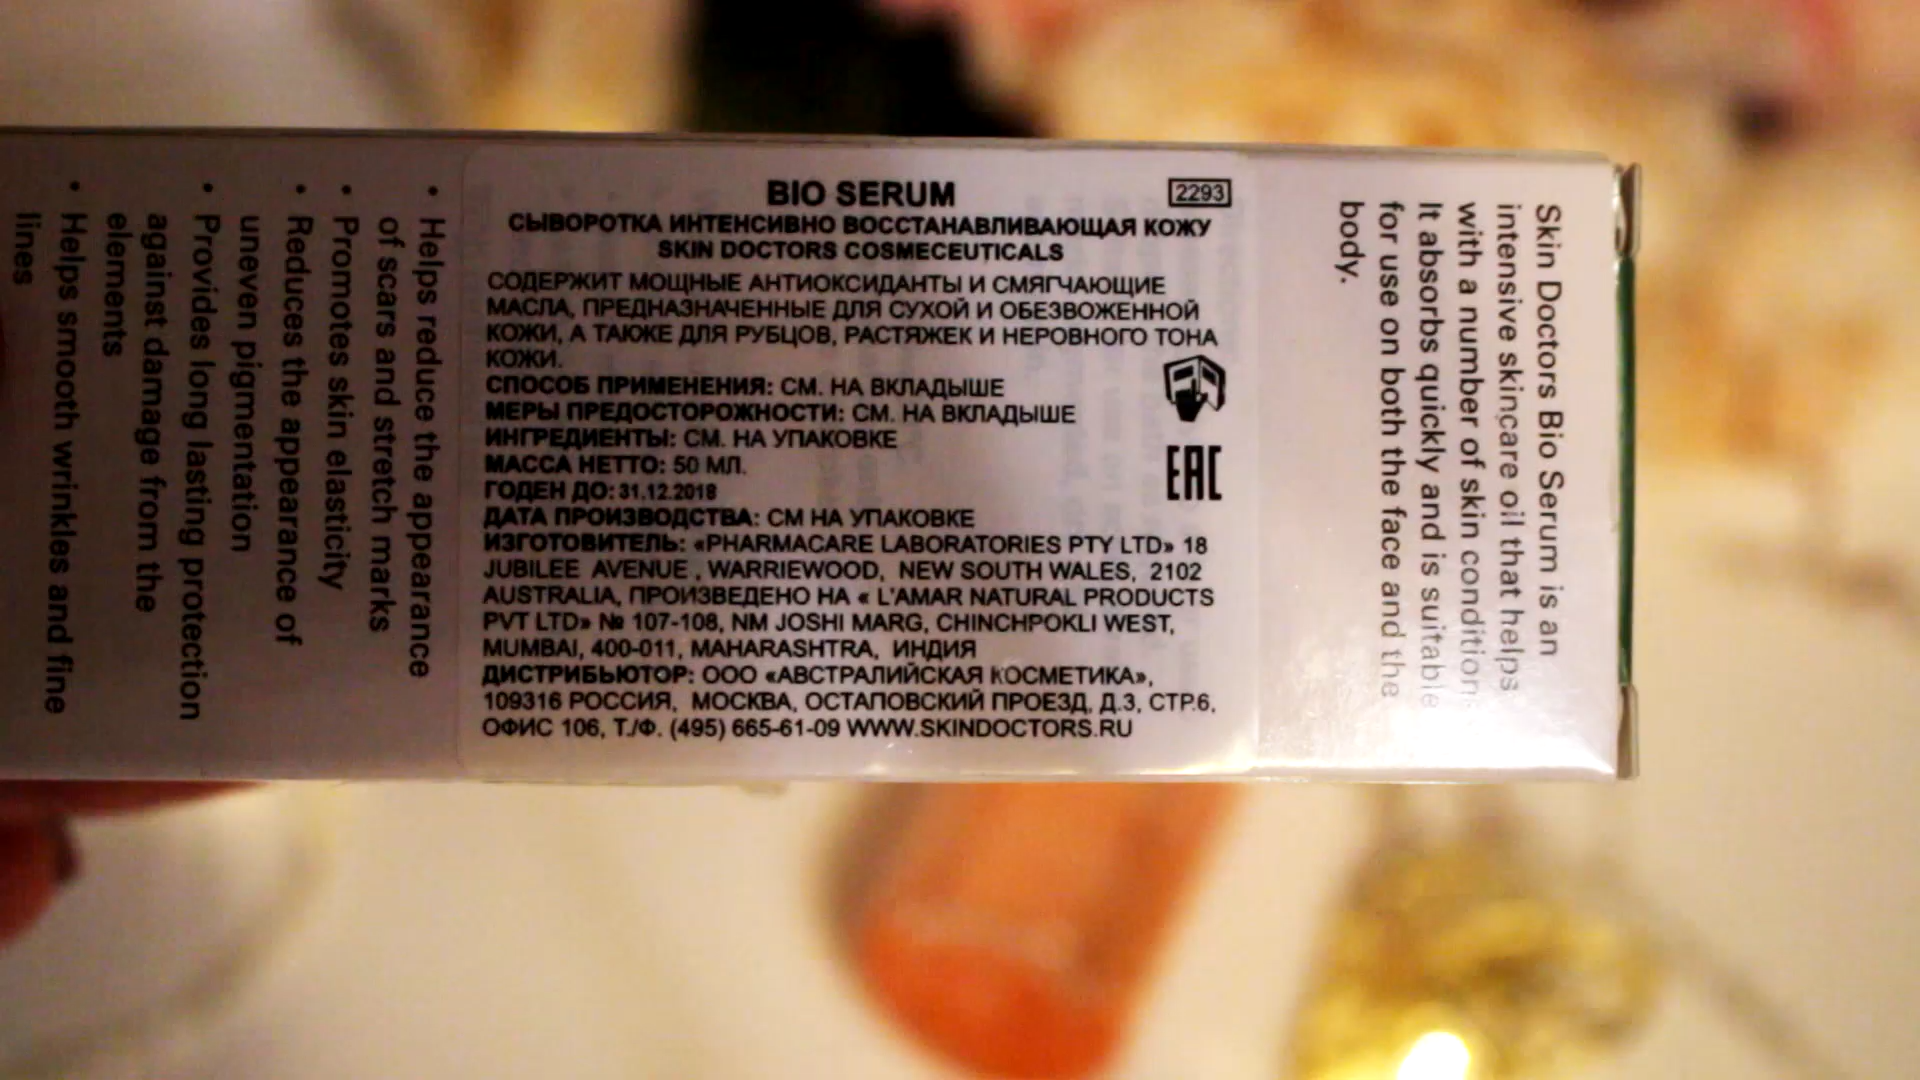 BIO SERUM
2293
СЫВОРОТКА ИНТЕНСИВНО ВОССТАНАВЛИВАЮЩАЯ КОЖУ
SKIN DOCTORS COSMECEUTICALS
СОДЕРЖИТ МОЩНЫЕ АНТИОКСИДАНТЫ И СМЯГЧАЮЩИЕ
МАСЛА, ПРЕДНАЗНАЧЕННЫЕ ДЛЯ СУХОЙ И ОБЕЗВОЖЕННОЙ
КОЖИ, А ТАКЖЕ ДЛЯ РУБЦОВ, РАСТЯЖЕК И НЕРОВНОГО ТОНА
КОЖИ.
СПОСОБ ПРИМЕНЕНИЯ: СМ. НА ВКЛАДЫШЕ
МЕРЫ ПРЕДОСТОРОЖНОСТИ: СМ. НА ВКЛАДЫШЕ
ИНГРЕДИЕНТЫ: СМ. НА УПАКОВКЕ
МАССА НЕТТО: 50 МЛ.
ГОДЕН ДО: 31.12.2018
ДАТА ПРОИЗВОДСТВА: СМ НА УПАКОВКЕ
ИЗГОТОВИТЕЛЬ: «PHARMACARE LABORATORIES PTY LTD» 18
JUBILEE AVENUE , WARRIEWOOD, NEW SOUTH WALES, 2102
AUSTRALIA, ПРОИЗВЕДЕНО НА « L'AMAR NATURAL PRODUCTS
PVT LTD» № 107-108, NM JOSHI MARG, CHINCHPOKLI WEST,
MUMBAI, 400-011, MAHARASHTRA, ИНДИЯ
ДИСТРИБЬЮТОР: ООО «АВСТРАЛИЙСКАЯ КОСМЕТИКА»,
109316 РОССИЯ, МОСКВА, ОСТАПОВСКИЙ ПРОЕЗД, Д.3, СТР.6,
ОФИС 106, Т./Ф. (495) 665-61-09 WWW.SKINDOCTORS.RU
EAC
Skin Doctors Bio Serum is an
intensive skincare oil that helps
with a number of skin condition
It absorbs quickly and is suitable
for use on both the face and the
body.
• Helps reduce the appearance
of scars and stretch marks
• Promotes skin elasticity
• Reduces the appearance of
uneven pigmentation
• Provides long lasting protection
against damage from the
elements
• Helps smooth wrinkles and fine
lines